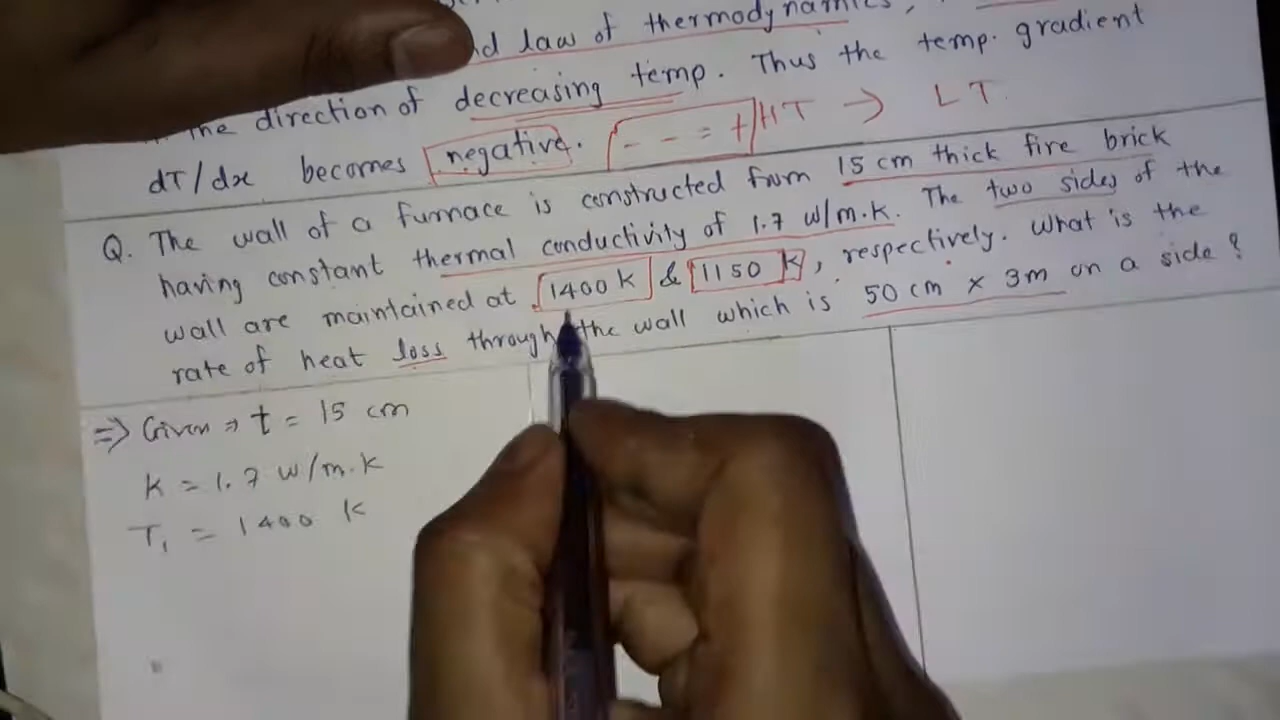 law of thermodynamics,
the direction of decreasing temp. Thus the temp. gradient
dT/dx becomes negative. - - = + HT → LT
Q. The wall of a furnace is constructed from 15 cm thick fire brick
having constant thermal conductivity of 1.7 W/m.K. The two sides of the
wall are maintained at 1400 K & 1150 K, respectively. What is the
rate of heat loss through the wall which is 50 cm x 3m on a side?
⇒ Given ⇒ t = 15 cm
K = 1.7 W/m.K
T1 = 1400 K